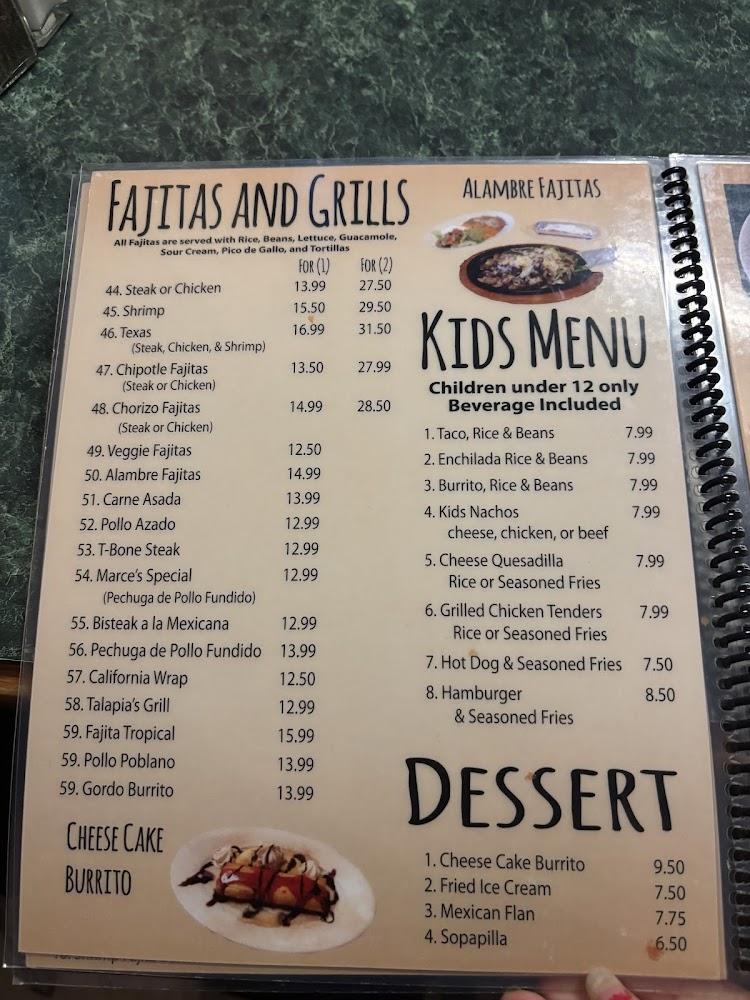 FAJITAS AND GRILLS
All Fajitas are served with Rice, Beans, Lettuce, Guacamole,
Sour Cream, Pico de Gallo, and Tortillas
FOR (1) FOR (2)
44. Steak or Chicken 13.99 27.50
45. Shrimp 15.50 29.50
46. Texas 16.99 31.50
(Steak, Chicken, & Shrimp)
47. Chipotle Fajitas 13.50 27.99
(Steak or Chicken)
48. Chorizo Fajitas 14.99 28.50
(Steak or Chicken)
49. Veggie Fajitas 12.50
50. Alambre Fajitas 14.99
51. Carne Asada 13.99
52. Pollo Azado 12.99
53. T-Bone Steak 12.99
54. Marce's Special 12.99
(Pechuga de Pollo Fundido)
55. Bisteak a la Mexicana 12.99
56. Pechuga de Pollo Fundido 13.99
57. California Wrap 12.50
58. Talapia's Grill 12.99
59. Fajita Tropical 15.99
59. Pollo Poblano 13.99
59. Gordo Burrito 13.99
CHEESE CAKE
BURRITO
ALAMBRE FAJITAS
KIDS MENU
Children under 12 only
Beverage Included
1. Taco, Rice & Beans 7.99
2. Enchilada Rice & Beans 7.99
3. Burrito, Rice & Beans 7.99
4. Kids Nachos 7.99
cheese, chicken, or beef
5. Cheese Quesadilla 7.99
Rice or Seasoned Fries
6. Grilled Chicken Tenders 7.99
Rice or Seasoned Fries
7. Hot Dog & Seasoned Fries 7.50
8. Hamburger 8.50
& Seasoned Fries
DESSERT
1. Cheese Cake Burrito 9.50
2. Fried Ice Cream 7.50
3. Mexican Flan 7.75
4. Sopapilla 6.50